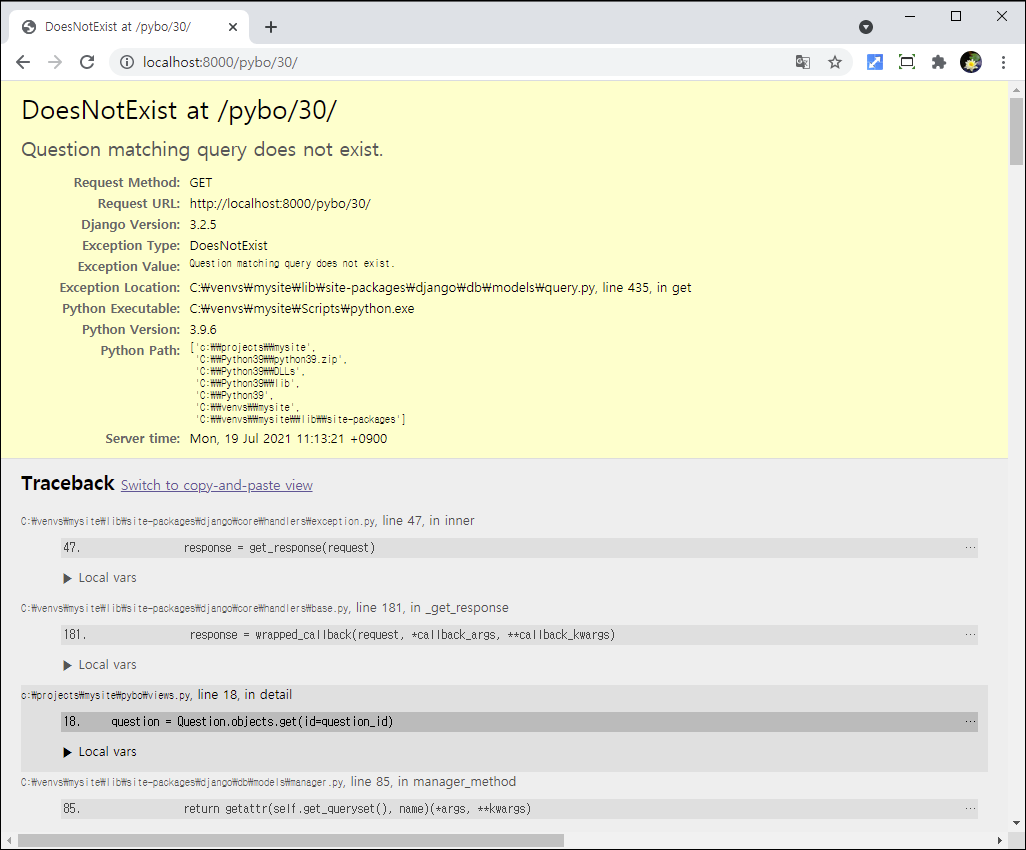 DoesNotExist at /pybo/30/
localhost:8000/pybo/30/
DoesNotExist at /pybo/30/
Question matching query does not exist.
Request Method: GET
Request URL: http://localhost:8000/pybo/30/
Django Version: 3.2.5
Exception Type: DoesNotExist
Exception Value: Question matching query does not exist.
Exception Location: C:₩venvs₩mysite₩lib₩site-packages₩django₩db₩models₩query.py, line 435, in get
Python Executable: C:₩venvs₩mysite₩Scripts₩python.exe
Python Version: 3.9.6
Python Path: ['c:₩₩projects₩₩mysite',
'C:₩₩Python39₩₩python39.zip',
'C:₩₩Python39₩₩DLLs',
'C:₩₩Python39₩₩lib',
'C:₩₩Python39',
'C:₩₩venvs₩₩mysite',
'C:₩₩venvs₩₩mysite₩₩lib₩₩site-packages']
Server time: Mon, 19 Jul 2021 11:13:21 +0900
Traceback Switch to copy-and-paste view
C:₩venvs₩mysite₩lib₩site-packages₩django₩core₩handlers₩exception.py, line 47, in inner
47. response = get_response(request) …
▶ Local vars
C:₩venvs₩mysite₩lib₩site-packages₩django₩core₩handlers₩base.py, line 181, in _get_response
181. response = wrapped_callback(request, *callback_args, **callback_kwargs) …
▶ Local vars
c:₩projects₩mysite₩pybo₩views.py, line 18, in detail
18. question = Question.objects.get(id=question_id) …
▶ Local vars
C:₩venvs₩mysite₩lib₩site-packages₩django₩db₩models₩manager.py, line 85, in manager_method
85. return getattr(self.get_queryset(), name)(*args, **kwargs) …